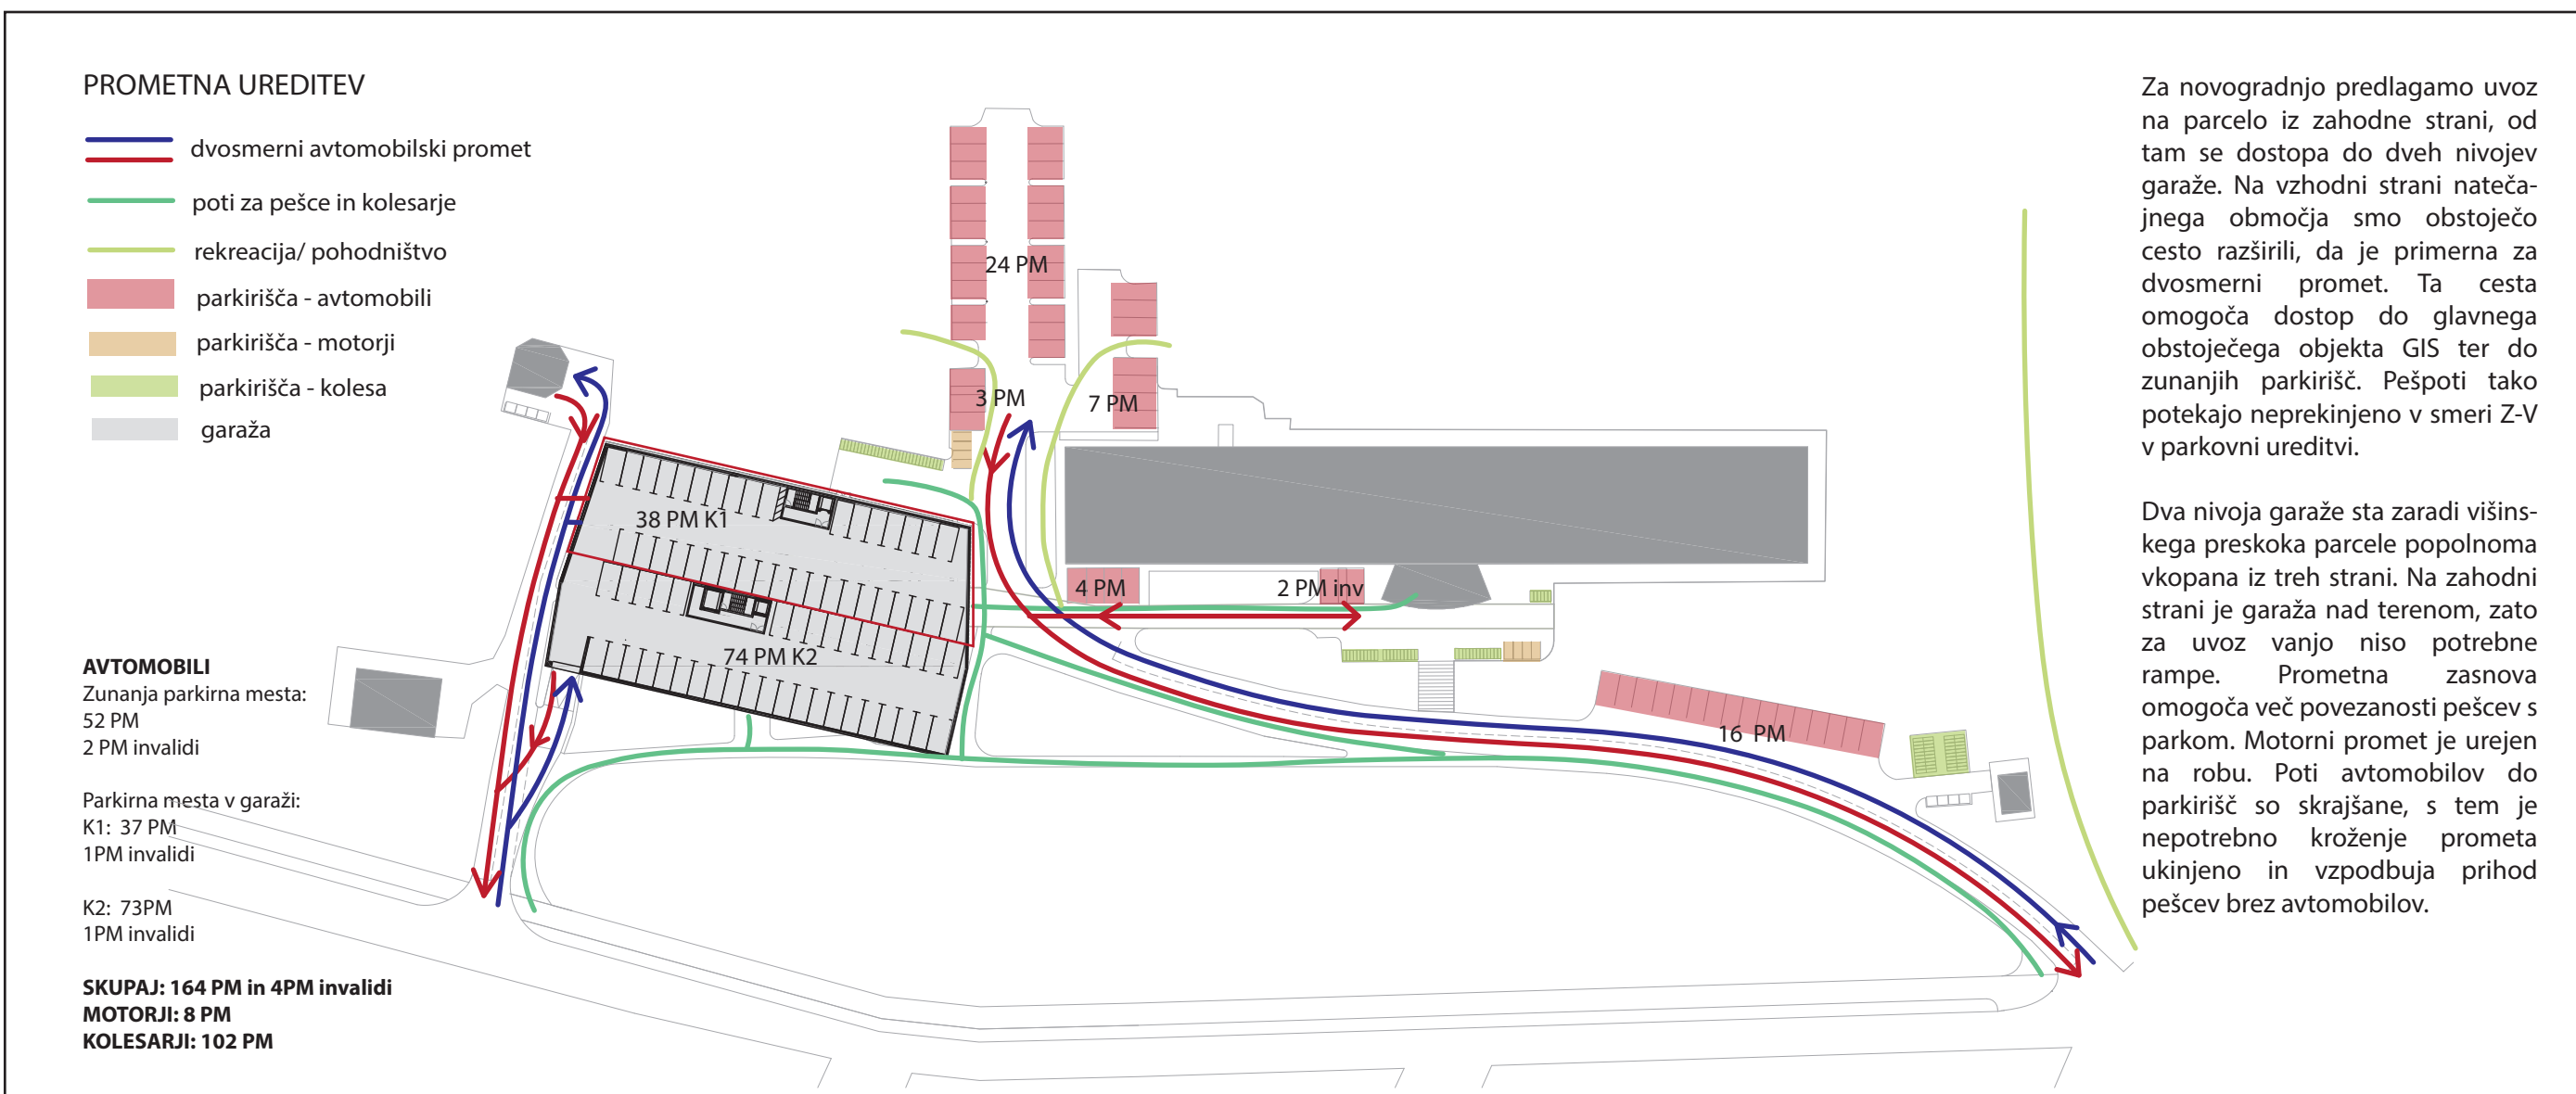 PROMETNA UREDITEV
dvosmerni avtomobilski promet
poti za pešce in kolesarje
rekreacija/ pohodništvo
parkirišča - avtomobili
parkirišča - motorji
parkirišča - kolesa
garaža
AVTOMOBILI
Zunanja parkirna mesta:
52 PM
2 PM invalidi
Parkirna mesta v garaži:
K1: 37 PM
1PM invalidi
K2: 73PM
1PM invalidi
SKUPAJ: 164 PM in 4PM invalidi
MOTORJI: 8 PM
KOLESARJI: 102 PM
24 PM
3 PM
7 PM
38 PM K1
4 PM
2 PM inv
74 PM K2
16 PM
Za novogradnjo predlagamo uvoz
na parcelo iz zahodne strani, od
tam se dostopa do dveh nivojev
garaže. Na vzhodni strani nateča-
jnega območja smo obstoječo
cesto razširili, da je primerna za
dvosmerni promet. Ta cesta
omogoča dostop do glavnega
obstoječega objekta GIS ter do
zunanjih parkirišč. Pešpoti tako
potekajo neprekinjeno v smeri Z-V
v parkovni ureditvi.
Dva nivoja garaže sta zaradi višins-
kega preskoka parcele popolnoma
vkopana iz treh strani. Na zahodni
strani je garaža nad terenom, zato
za uvoz vanjo niso potrebne
rampe. Prometna zasnova
omogoča več povezanosti pešcev s
parkom. Motorni promet je urejen
na robu. Poti avtomobilov do
parkirišč so skrajšane, s tem je
nepotrebno kroženje prometa
ukinjeno in vzpodbuja prihod
pešcev brez avtomobilov.